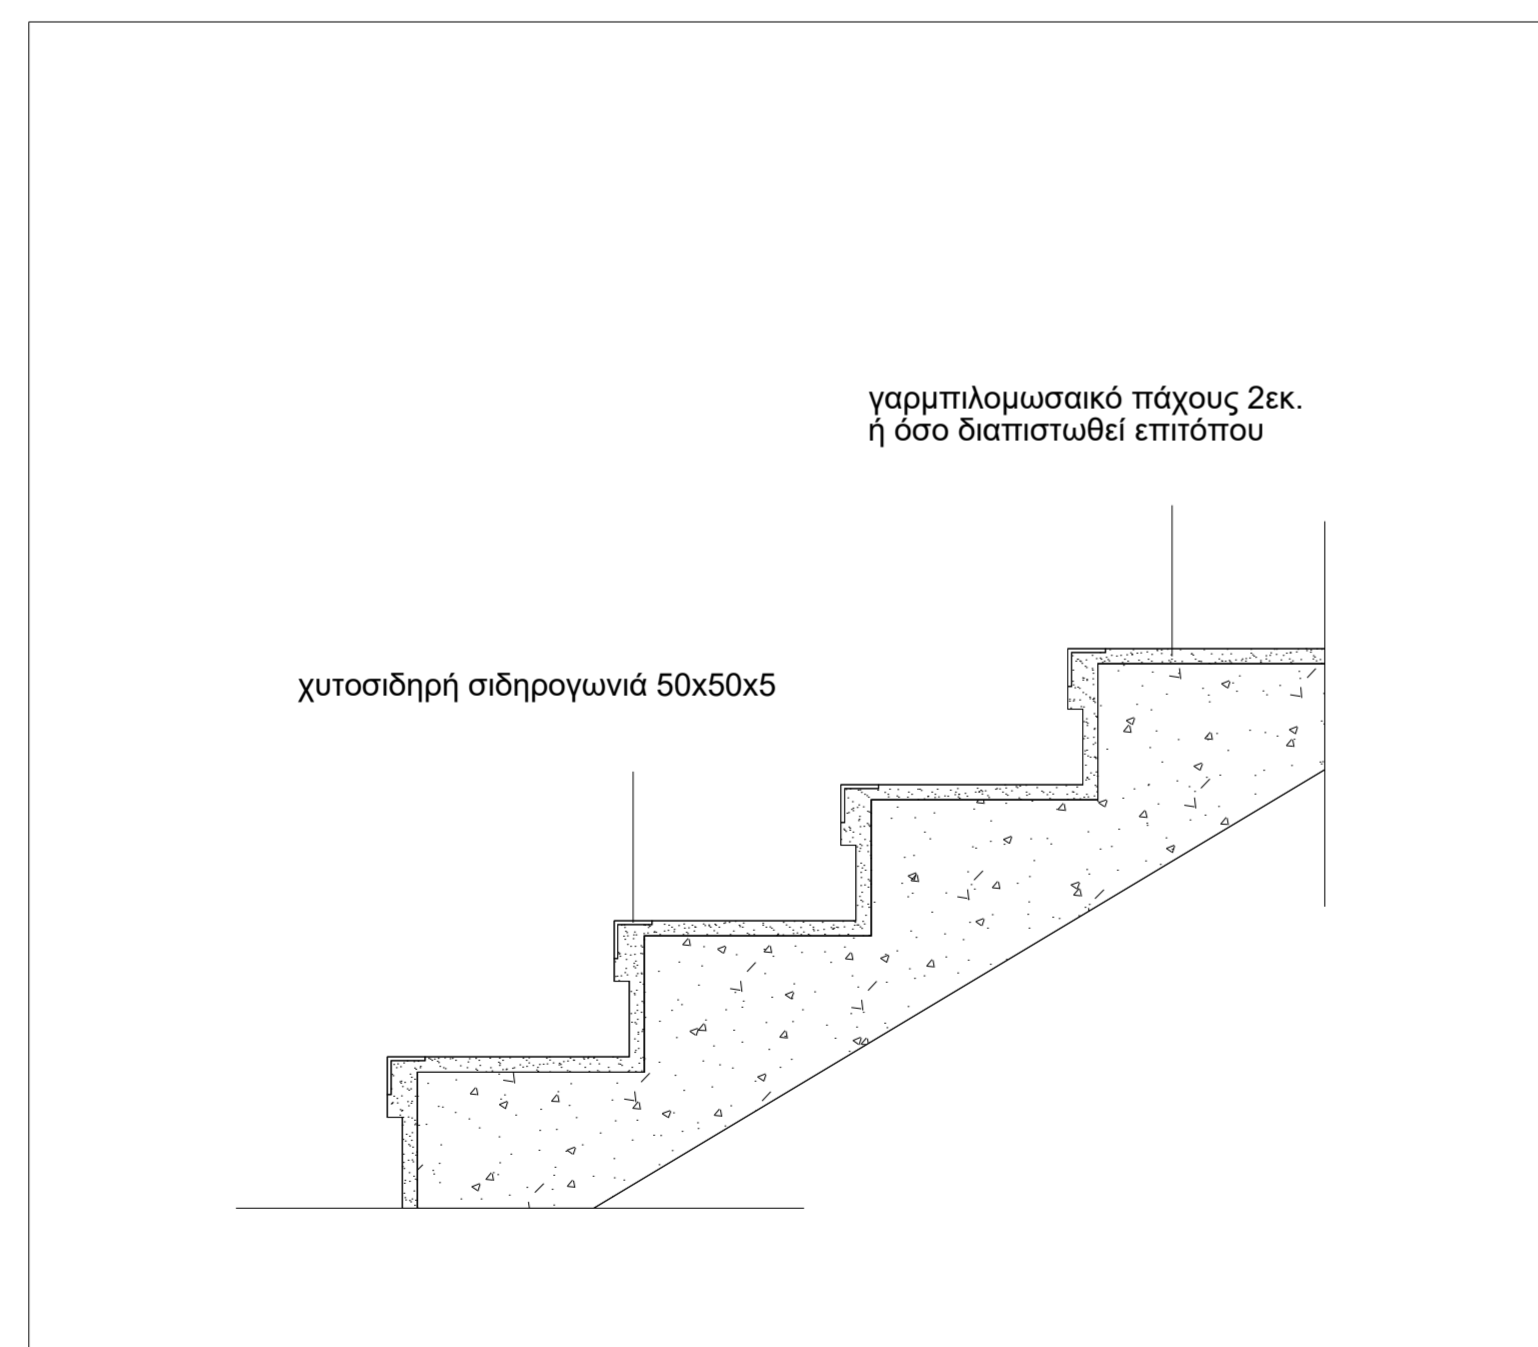 γαρμπιλομωσαικό πάχους 2εκ.
ή όσο διαπιστωθεί επιτόπου
χυτοσιδηρή σιδηρογωνιά 50x50x5